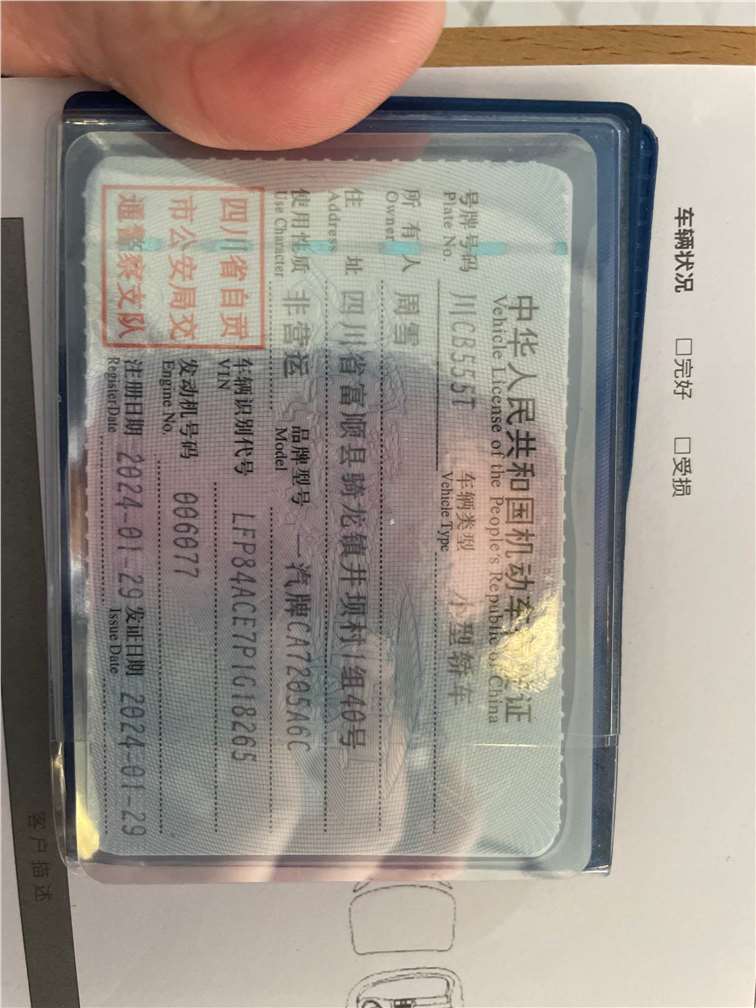 中华人民共和国机动车行驶证
Vehicle License of the People's Republic of China
号牌号码 川CB555T 车辆类型 小型轿车
Plate No. Vehicle Type
所有人 周雪
Owner
住址 四川省富顺县骑龙镇井坝村1组40号
Address
使用性质 非营运 品牌型号 一汽牌CA7205A6C
Use Character Model
四川省自贡
市公安局交
通警察支队
车辆识别代号 LFP84ACE7P1G18265
VIN
发动机号码 006077
Engine No.
注册日期 2024-01-29 发证日期 2024-01-29
Register Date Issue Date
车辆状况 □完好 □受损
客户描述